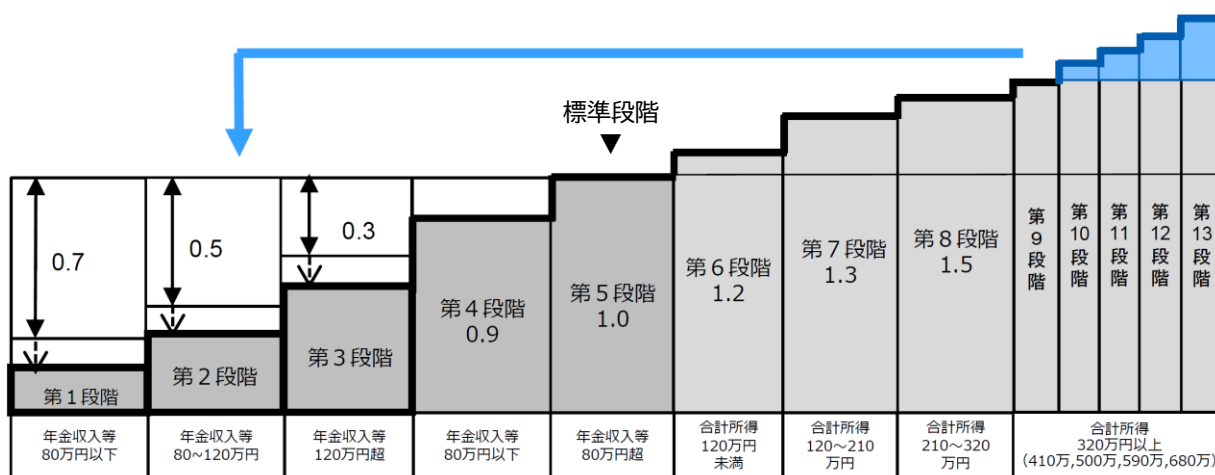 標準段階
▼
0.7
0.5
0.3
第１段階
第２段階
第３段階
第４段階
0.9
第５段階
1.0
第６段階
1.2
第７段階
1.3
第８段階
1.5
第９段階
第10段階
第11段階
第12段階
第13段階
年金収入等
80万円以下
年金収入等
80~120万円
年金収入等
120万円超
年金収入等
80万円以下
年金収入等
80万円超
合計所得
120万円
未満
合計所得
120～210
万円
合計所得
210～320
万円
合計所得
320万円以上
（410万,500万,590万,680万）